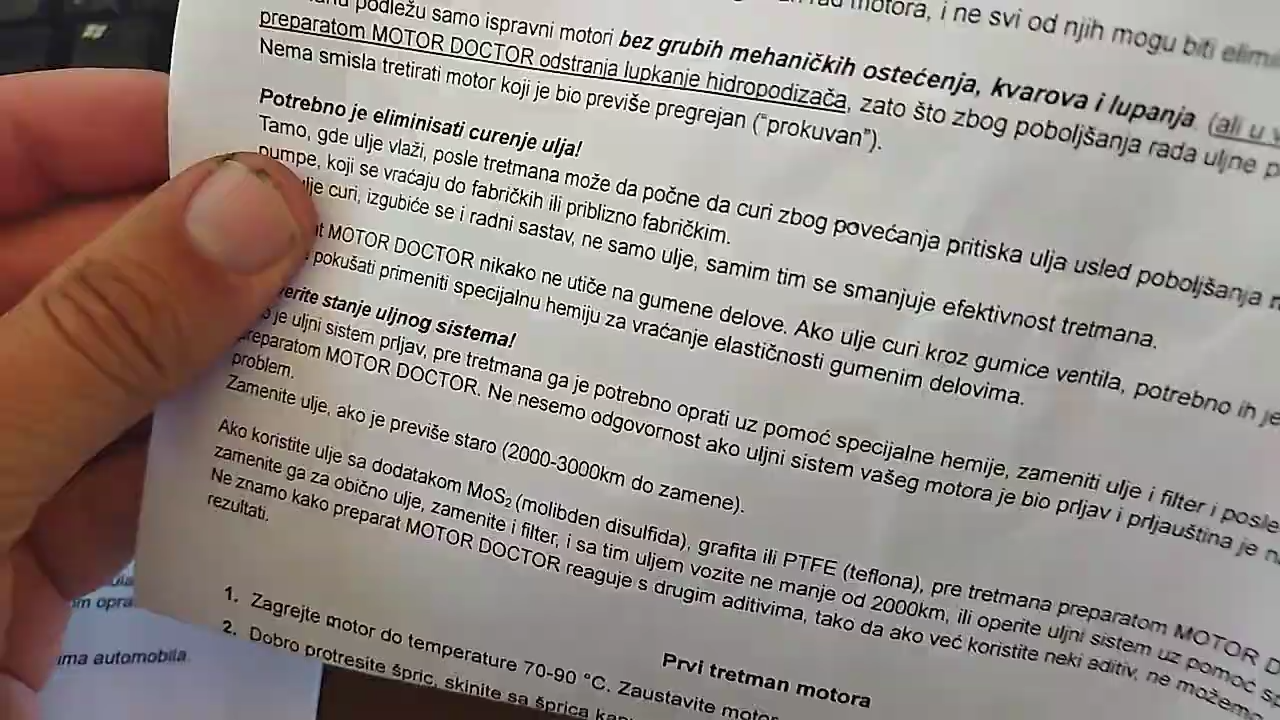 motora, i ne svi od njih mogu biti
podležu samo ispravni motori bez grubih mehaničkih ostećenja, kvarova i lupanja (ali u
preparatom MOTOR DOCTOR odstranja lupkanje hidropodizača, zato što zbog poboljšanja rada uljne
Nema smisla tretirati motor koji je bio previše pregrejan (“prokuvan”).
Potrebno je eliminisati curenje ulja!
Tamo, gde ulje vlaži, posle tretmana može da počne da curi zbog povećanja pritiska ulja usled poboljšanja
pumpe, koji se vraćaju do fabričkih ili priblizno fabričkim.
curi, izgubiće se i radni sastav, ne samo ulje, samim tim se smanjuje efektivnost tretmana.
MOTOR DOCTOR nikako ne utiče na gumene delove. Ako ulje curi kroz gumice ventila, potrebno ih je
pokušati primeniti specijalnu hemiju za vraćanje elastičnosti gumenim delovima.
stanje uljnog sistema!
je uljni sistem prljav, pre tretmana ga je potrebno oprati uz pomoć specijalne hemije, zameniti ulje i filter i posle
MOTOR DOCTOR. Ne nesemo odgovornost ako uljni sistem vašeg motora je bio prljav i prljauština je
problem.
Zamenite ulje, ako je previše staro (2000-3000km do zamene).
Ako koristite ulje sa dodatakom MoS₂ (molibden disulfida), grafita ili PTFE (teflona), pre tretmana preparatom MOTOR
zamenite ga za obično ulje, zamenite i filter, i sa tim uljem vozite ne manje od 2000km, ili operite uljni sistem uz pomoć
Ne znamo kako preparat MOTOR DOCTOR reaguje s drugim aditivima, tako da ako već koristite neki aditiv, ne možemo
rezultati.
Prvi tretman motora
1. Zagrejte motor do temperature 70-90 °C. Zaustavite motor
2. Dobro protresite špric, skinite sa šprica
automobila.